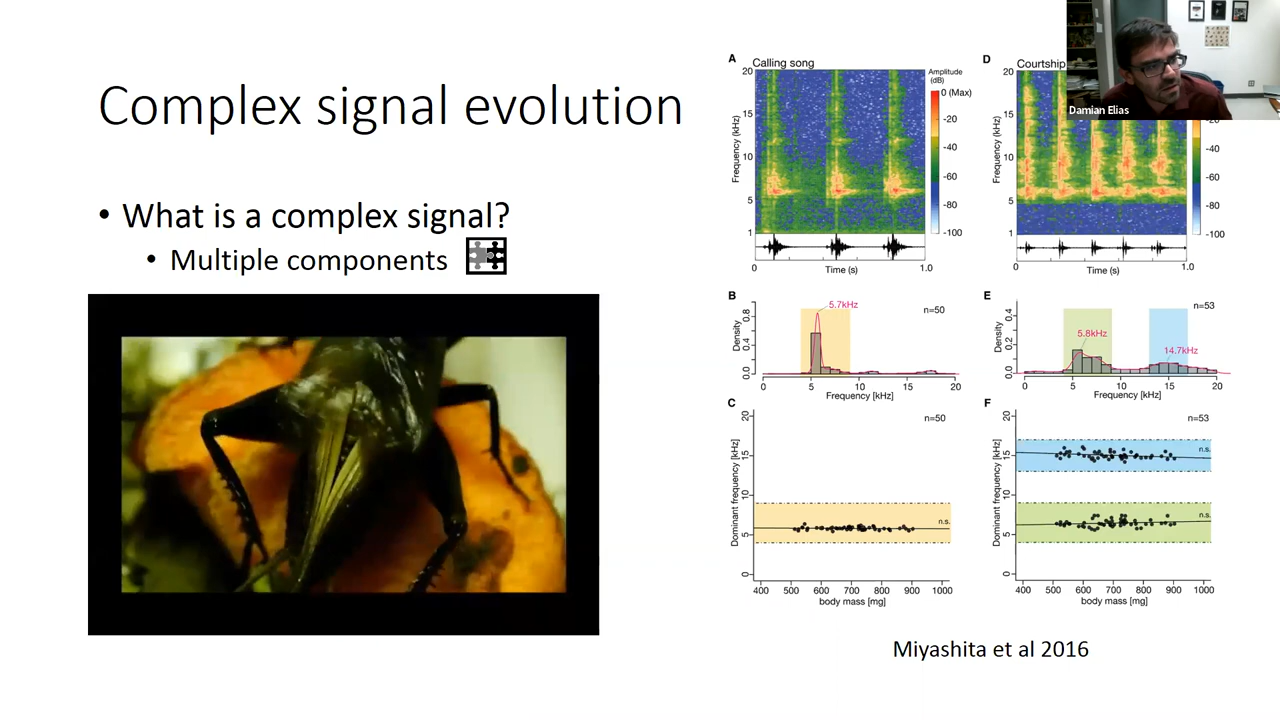 Complex signal evolution
• What is a complex signal?
• Multiple components
A
Calling song
Amplitude
(dB)
0 (Max)
-20
-40
-60
-80
-100
Frequency (kHz)
20
15
10
5
1
0
Time (s)
1.0
D
Courtship
Damian Elias
Frequency (kHz)
20
15
10
5
1
-20
-40
-60
-80
-100
0
Time (s)
1.0
B
5.7kHz
n=50
Density
0.8
0.4
0.0
0 5 10 15 20
Frequency [kHz]
E
n=53
5.8kHz
14.7kHz
Density
0.4
0.2
0.0
0 5 10 15 20
Frequency [kHz]
C
n=50
Dominant frequency [kHz]
20
15
10
5
0
n.s.
400 500 600 700 800 900 1000
body mass [mg]
F
n=53
Dominant frequency [kHz]
20
15
10
5
0
n.s.
n.s.
400 500 600 700 800 900 1000
body mass [mg]
Miyashita et al 2016